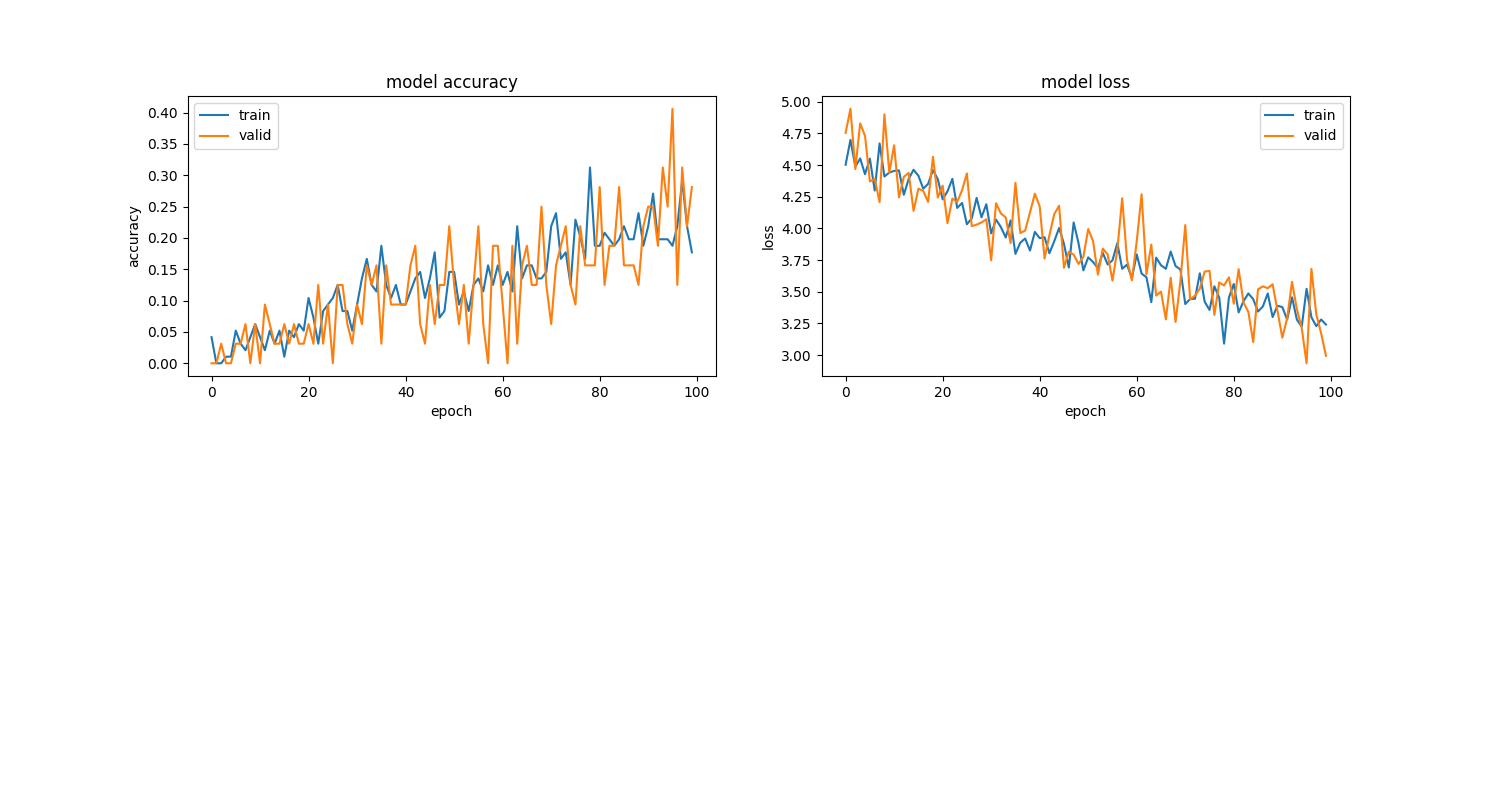 model accuracy
train
valid
0.40
0.35
0.30
0.25
0.20
0.15
0.10
0.05
0.00
accuracy
0 20 40 60 80 100
epoch
model loss
train
valid
5.00
4.75
4.50
4.25
4.00
3.75
3.50
3.25
3.00
loss
0 20 40 60 80 100
epoch